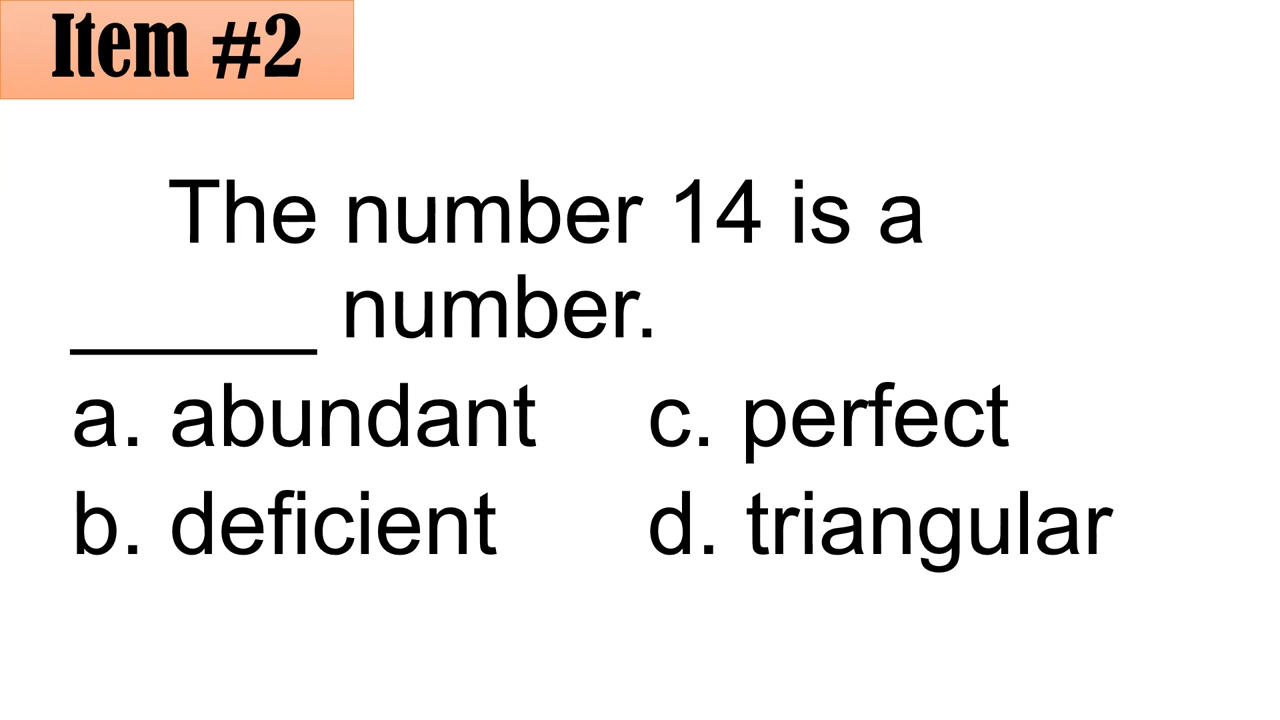 Item #2
The number 14 is a
______ number.
a. abundant c. perfect
b. deficient d. triangular